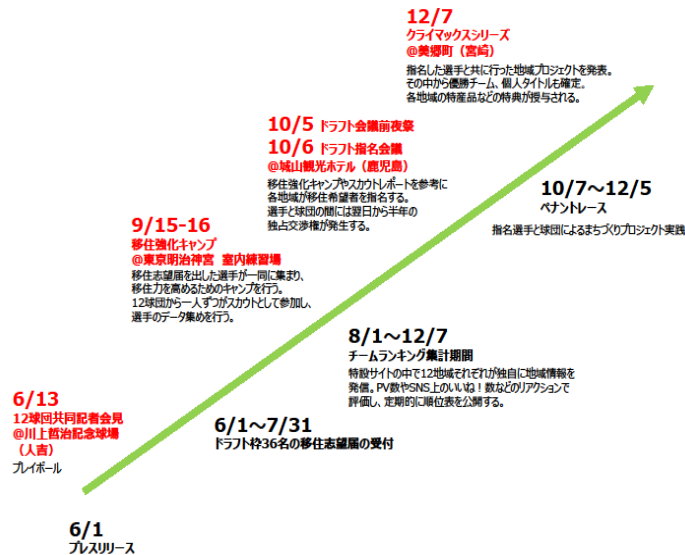 12/7
クライマックスシリーズ
@美郷町（宮崎）
指名した選手と共に行った地域プロジェクトを発表。
その中から優勝チーム、個人タイトルも確定。
各地域の特産品などの特典が授与される。
10/5 ドラフト会議前夜祭
10/6 ドラフト指名会議
@城山観光ホテル（鹿児島）
移住強化キャンプやスカウトレポートを参考に
各地域が移住希望者を指名する。
選手と球団の間には翌日から半年の
独占交渉権が発生する。
10/7～12/5
ペナントレース
指名選手と球団によるまちづくりプロジェクト実践
9/15-16
移住強化キャンプ
@東京明治神宮 室内練習場
移住志望届を出した選手が一同に集まり、
移住力を高めるためのキャンプを行う。
12球団から一人ずつがスカウトとして参加し、
選手のデータ集めを行う。
8/1～12/7
チームランキング集計期間
特設サイトの中で12地域それぞれが独自に地域情報を
発信。PV数やSNS上のいいね！数などのリアクションで
評価し、定期的に順位表を公開する。
6/13
12球団共同記者会見
@川上哲治記念球場
（人吉）
プレイボール
6/1～7/31
ドラフト枠36名の移住志望届の受付
6/1
プレスリリース